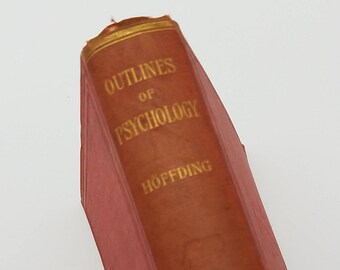 OUTLINES
OF
PSYCHOLOGY
HÖFFDING